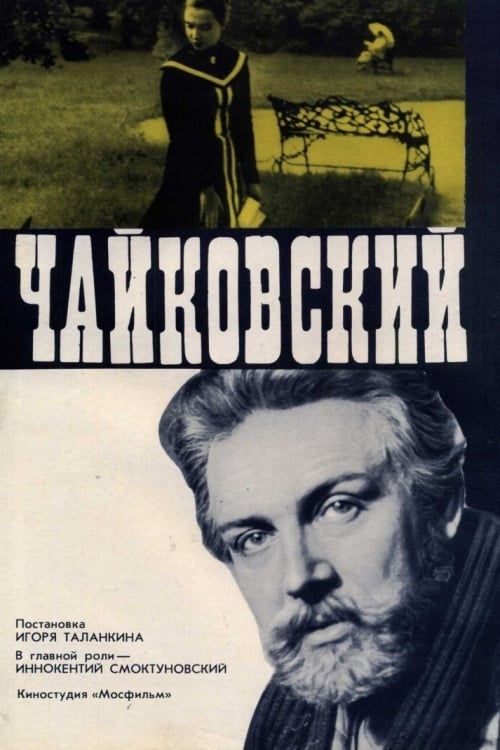 ЧАЙКОВСКИЙ
Постановка
ИГОРЯ ТАЛАНКИНА
В главной роли —
ИННОКЕНТИЙ СМОКТУНОВСКИЙ
Киностудия «Мосфильм»